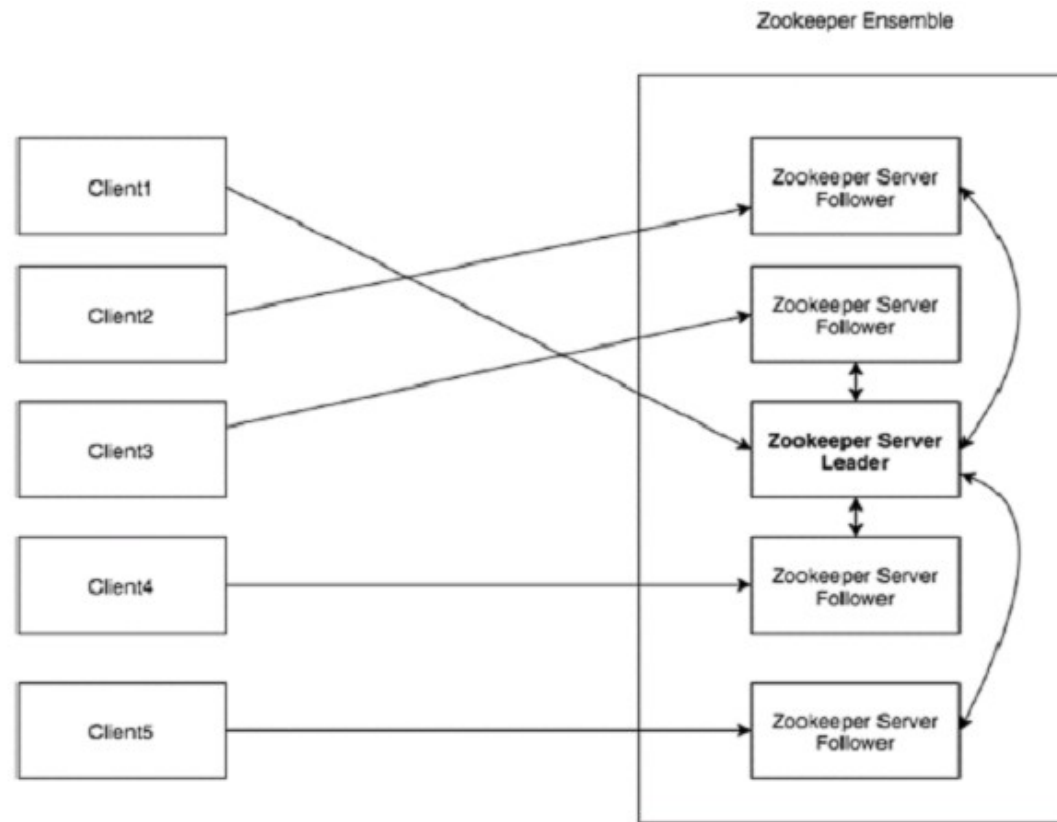 Zookeeper Ensemble
Client1
Zookeeper Server
Follower
Client2
Zookeeper Server
Follower
Client3
Zookeeper Server
Leader
Client4
Zookeeper Server
Follower
Client5
Zookeeper Server
Follower